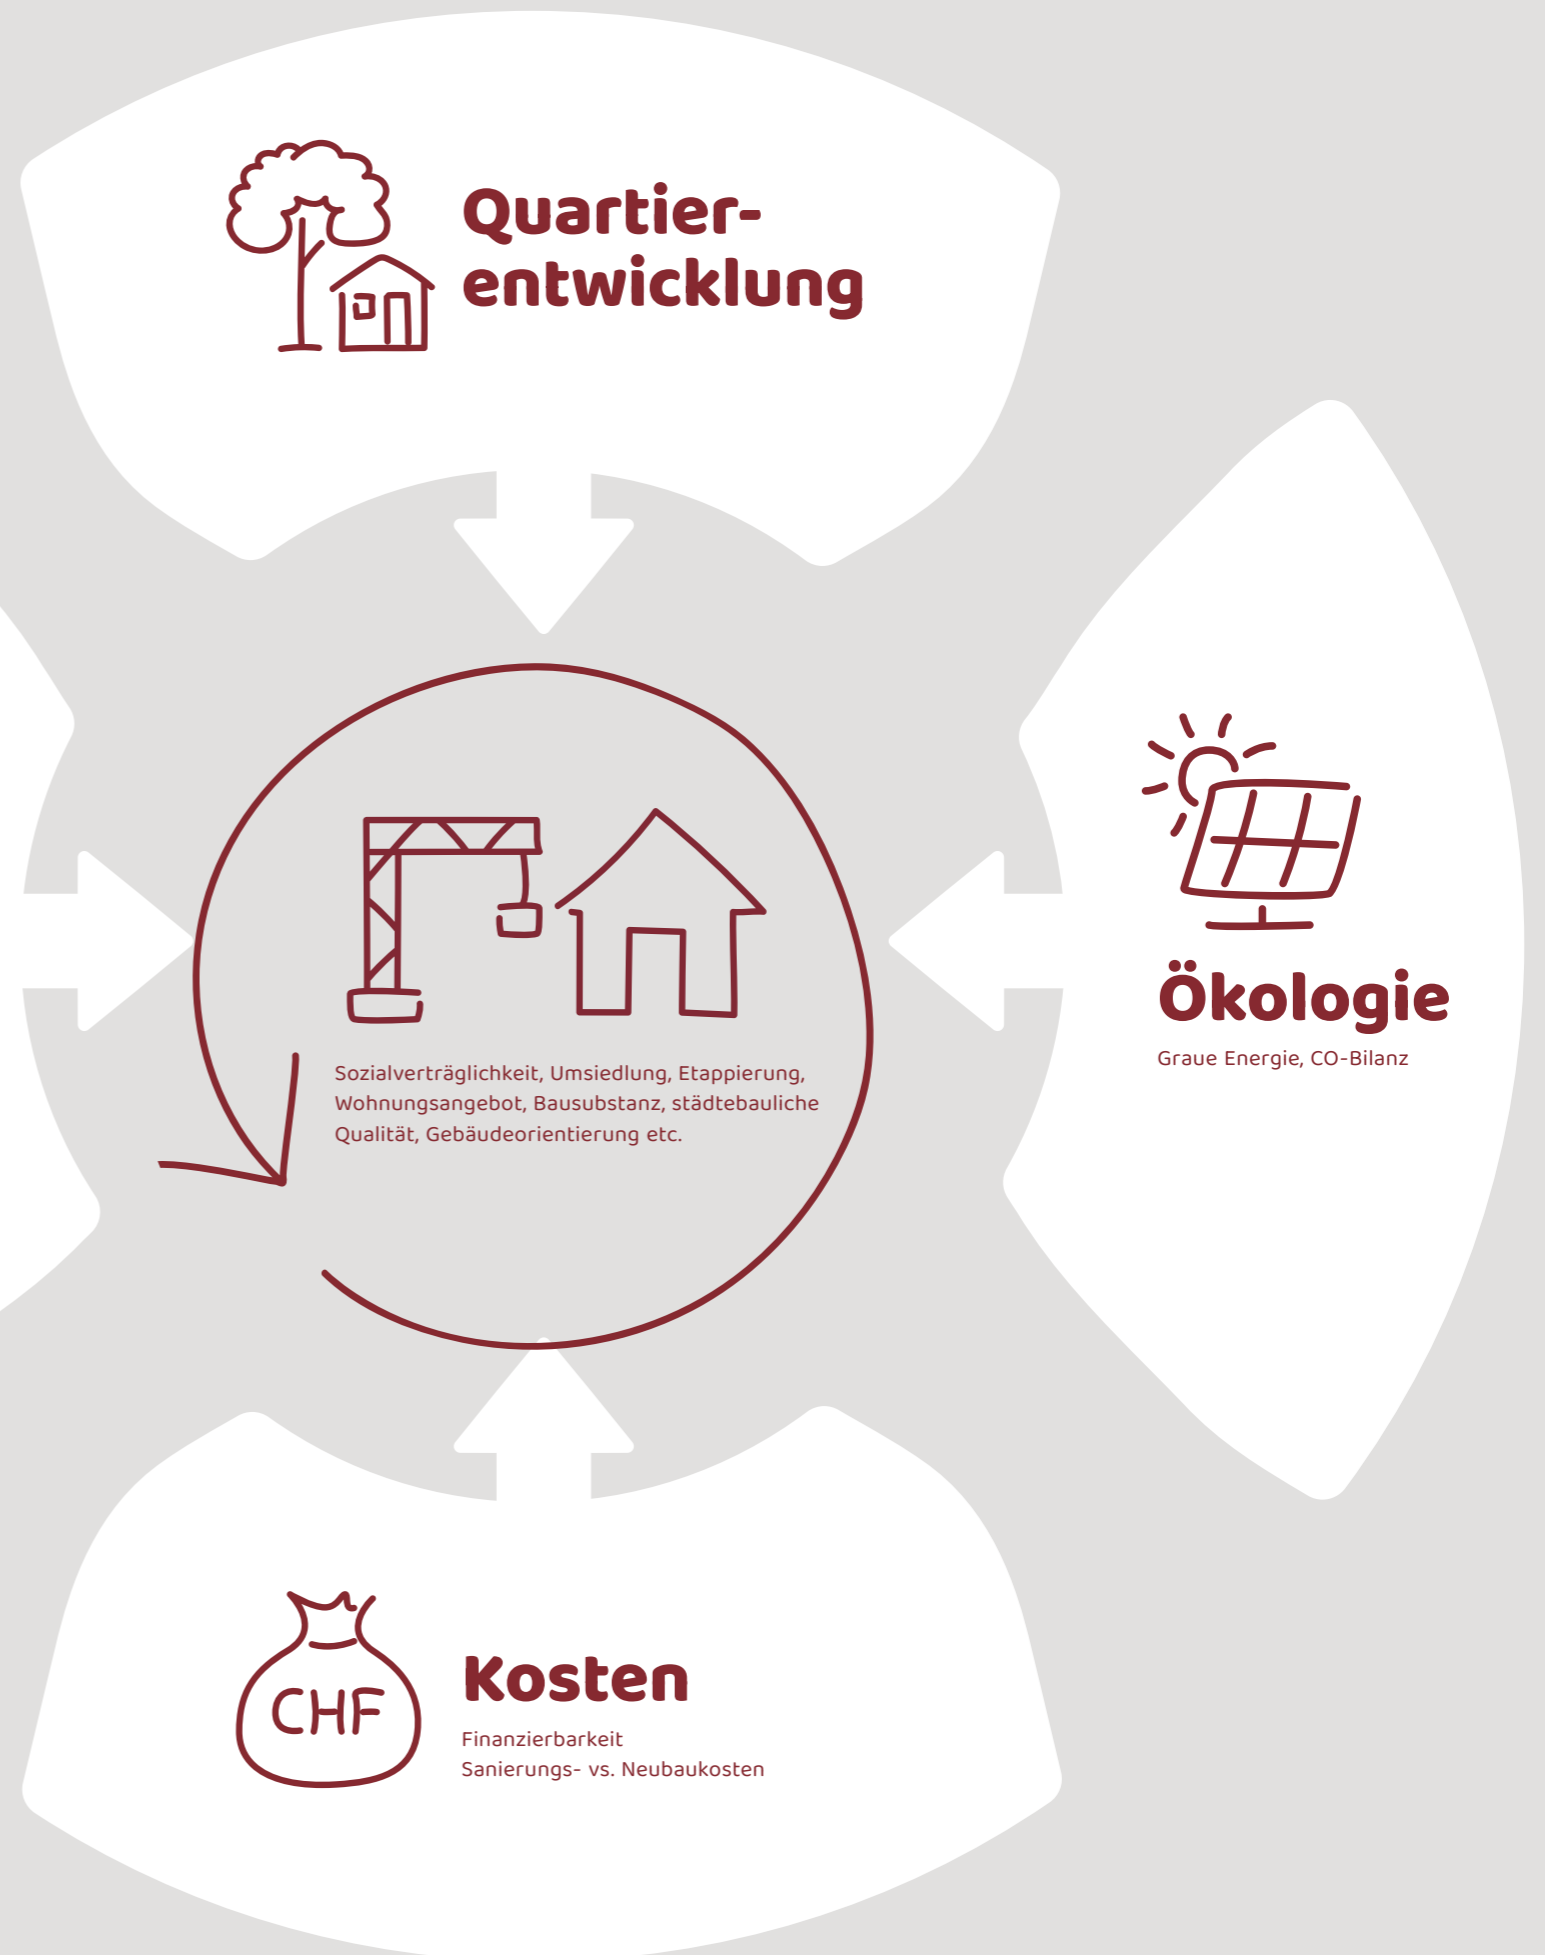 Quartier-
entwicklung
Sozialverträglichkeit, Umsiedlung, Etappierung,
Wohnungsangebot, Bausubstanz, städtebauliche
Qualität, Gebäudeorientierung etc.
Ökologie
Graue Energie, CO-Bilanz
CHF
Kosten
Finanzierbarkeit
Sanierungs- vs. Neubaukosten